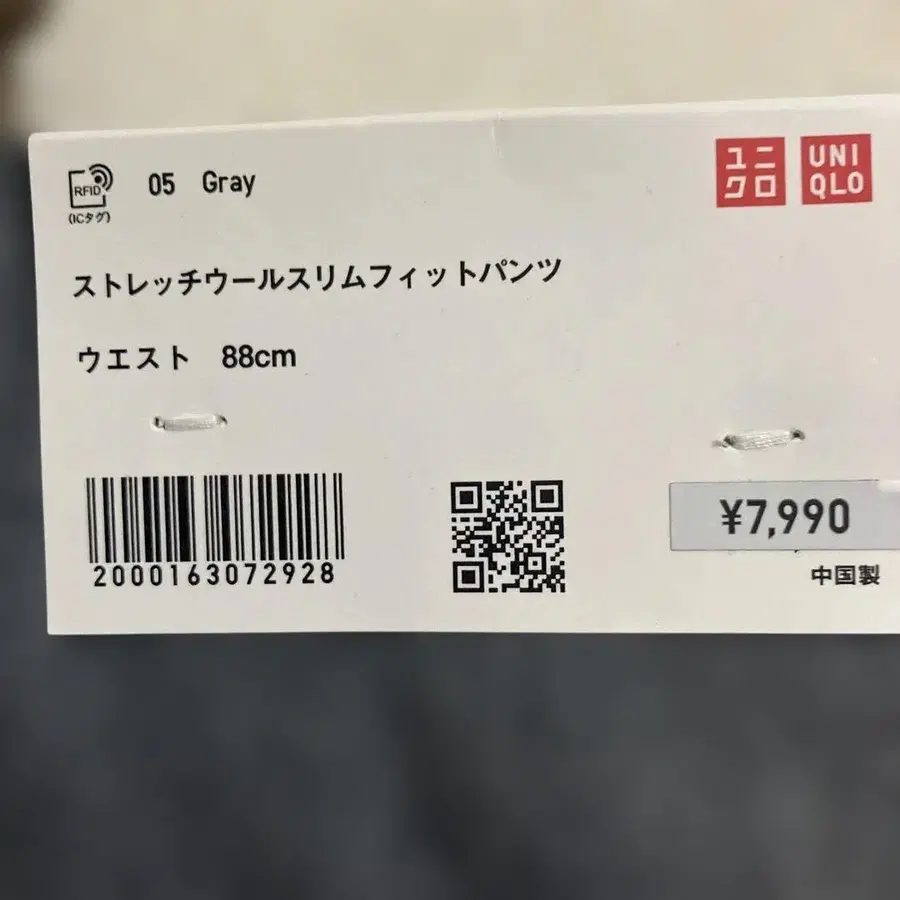 RFID
(ICタグ)
05 Gray
ユニ
クロ
UNI
QLO
ストレッチウールスリムフィットパンツ
ウエスト 88cm
2000163072928
¥7,990
中国製